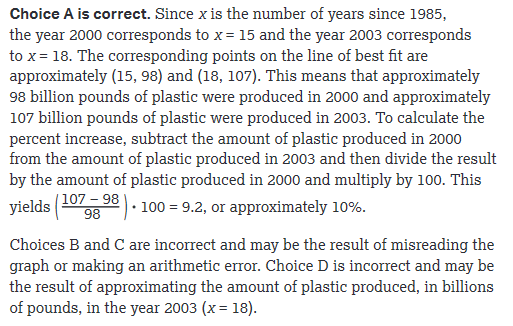 Choice A is correct. Since x is the number of years since 1985,
the year 2000 corresponds to x = 15 and the year 2003 corresponds
to x = 18. The corresponding points on the line of best fit are
approximately (15, 98) and (18, 107). This means that approximately
98 billion pounds of plastic were produced in 2000 and approximately
107 billion pounds of plastic were produced in 2003. To calculate the
percent increase, subtract the amount of plastic produced in 2000
from the amount of plastic produced in 2003 and then divide the result
by the amount of plastic produced in 2000 and multiply by 100. This
yields (107 – 98 / 98) · 100 = 9.2, or approximately 10%.
Choices B and C are incorrect and may be the result of misreading the
graph or making an arithmetic error. Choice D is incorrect and may be
the result of approximating the amount of plastic produced, in billions
of pounds, in the year 2003 (x = 18).